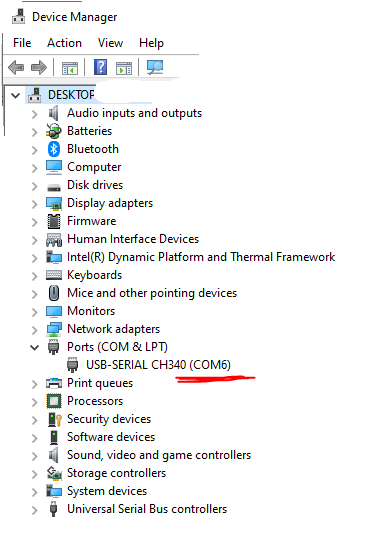 Device Manager
File Action View Help
DESKTOP
Audio inputs and outputs
Batteries
Bluetooth
Computer
Disk drives
Display adapters
Firmware
Human Interface Devices
Intel(R) Dynamic Platform and Thermal Framework
Keyboards
Mice and other pointing devices
Monitors
Network adapters
Ports (COM & LPT)
USB-SERIAL CH340 (COM6)
Print queues
Processors
Security devices
Software devices
Sound, video and game controllers
Storage controllers
System devices
Universal Serial Bus controllers